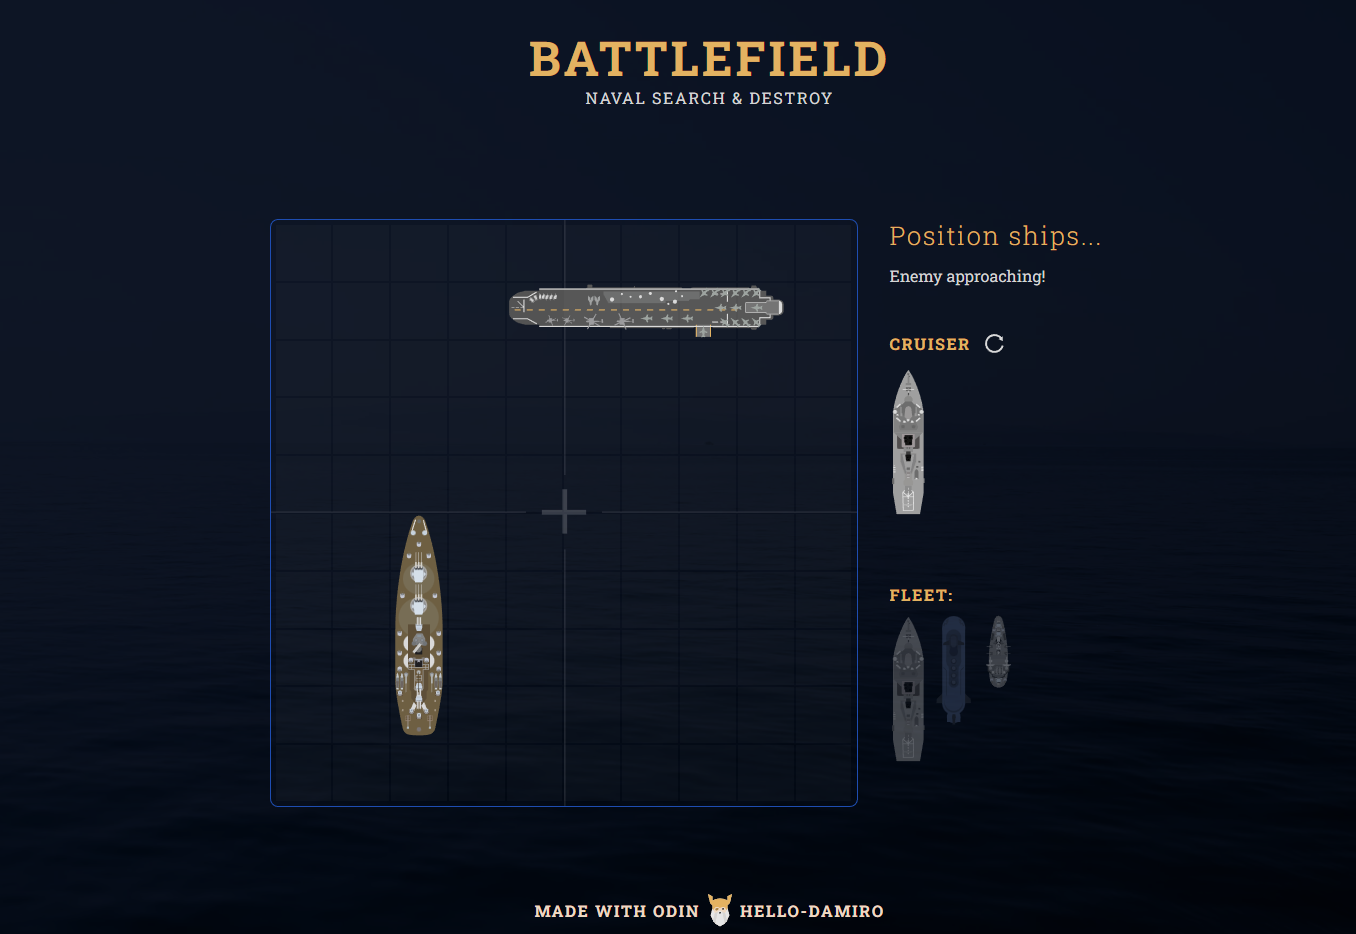 BATTLEFIELD
NAVAL SEARCH & DESTROY
Position ships...
Enemy approaching!
CRUISER
FLEET:
MADE WITH ODIN HELLO-DAMIRO